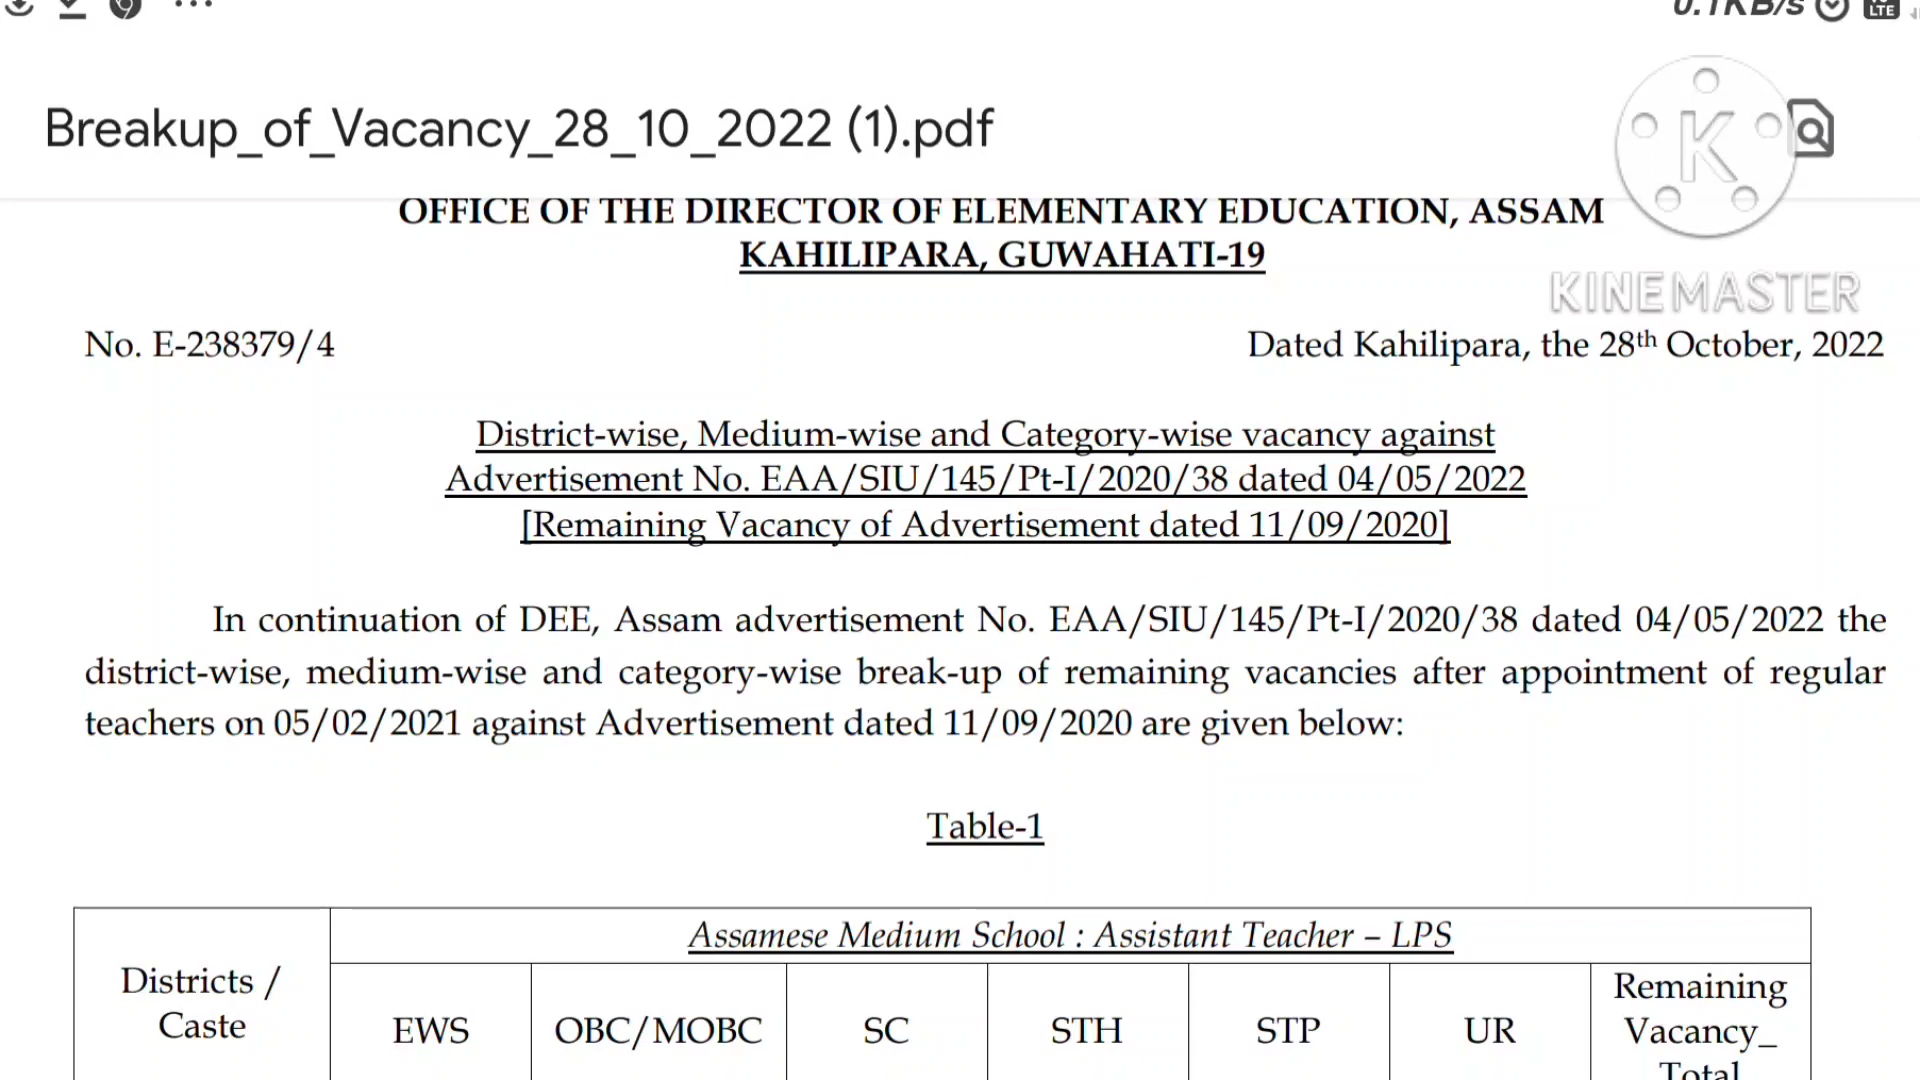 0.1KB/s LTE
Breakup_of_Vacancy_28_10_2022 (1).pdf
K
KINEMASTER
OFFICE OF THE DIRECTOR OF ELEMENTARY EDUCATION, ASSAM
KAHILIPARA, GUWAHATI-19
No. E-238379/4 Dated Kahilipara, the 28th October, 2022
District-wise, Medium-wise and Category-wise vacancy against
Advertisement No. EAA/SIU/145/Pt-I/2020/38 dated 04/05/2022
[Remaining Vacancy of Advertisement dated 11/09/2020]
In continuation of DEE, Assam advertisement No. EAA/SIU/145/Pt-I/2020/38 dated 04/05/2022 the
district-wise, medium-wise and category-wise break-up of remaining vacancies after appointment of regular
teachers on 05/02/2021 against Advertisement dated 11/09/2020 are given below:
Table-1
Districts /
Caste
Assamese Medium School : Assistant Teacher – LPS
EWS OBC/MOBC SC STH STP UR
Remaining
Vacancy_
Total